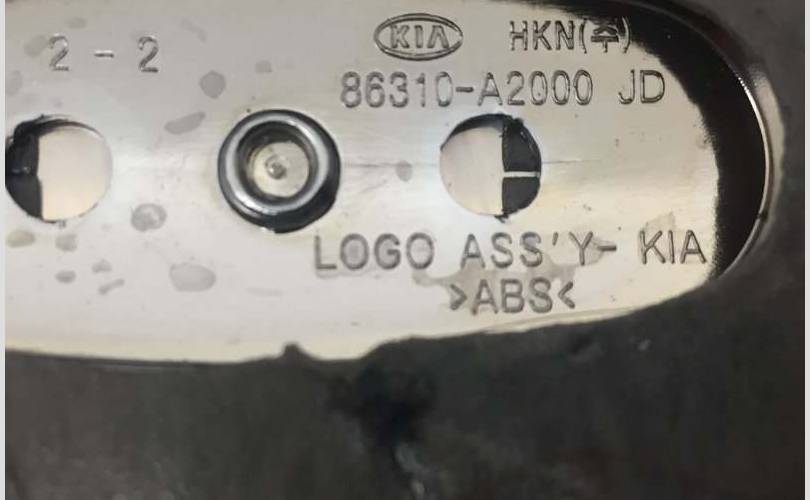 KIA HKN(주)
2 - 2
86310-A2000 JD
LOGO ASS'Y- KIA
>ABS<